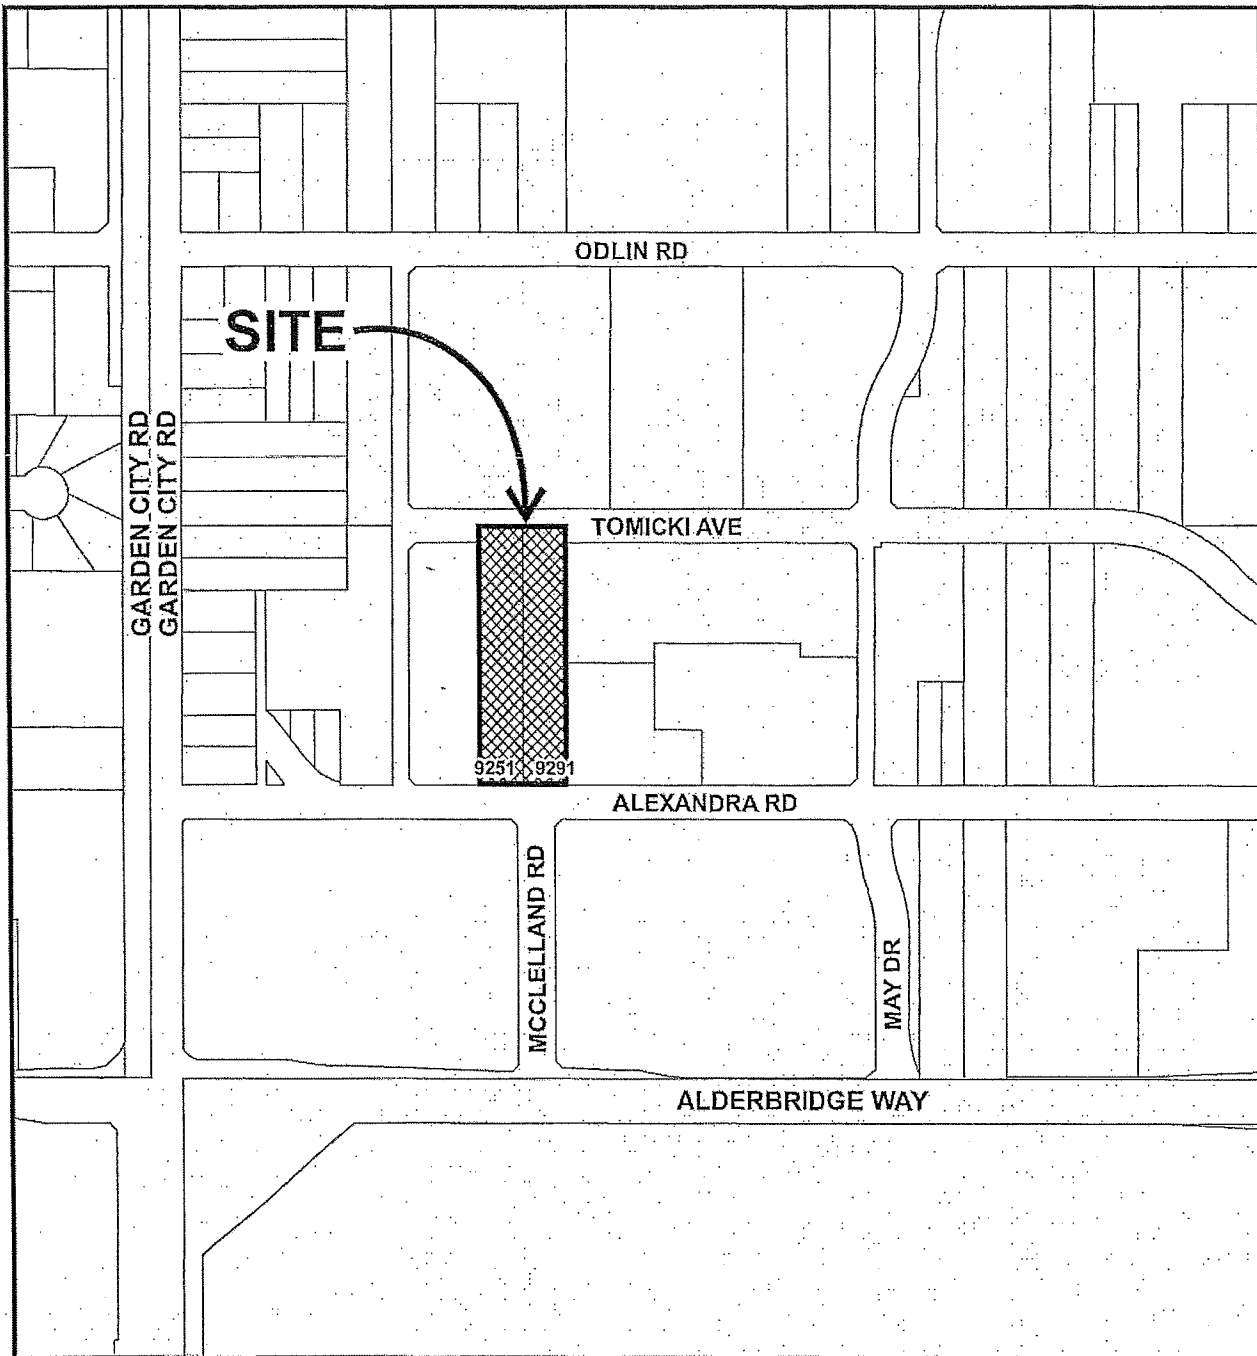 ODLIN RD
SITE
GARDEN CITY RD
GARDEN CITY RD
TOMICKI AVE
9251
9291
ALEXANDRA RD
MCCLELLAND RD
MAY DR
ALDERBRIDGE WAY